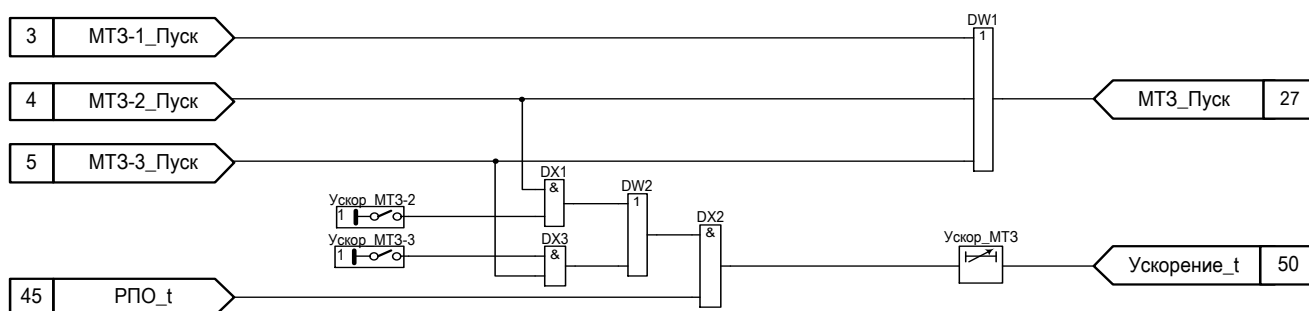 DW1
3 МТЗ-1_Пуск
1
4 МТЗ-2_Пуск
МТЗ_Пуск 27
5 МТЗ-3_Пуск
DX1
&
DW2
1
Ускор_МТЗ-2
1
DX2
&
Ускор_МТЗ-3
1
DX3
&
Ускор_МТЗ
Ускорение_t 50
45 РПО_t